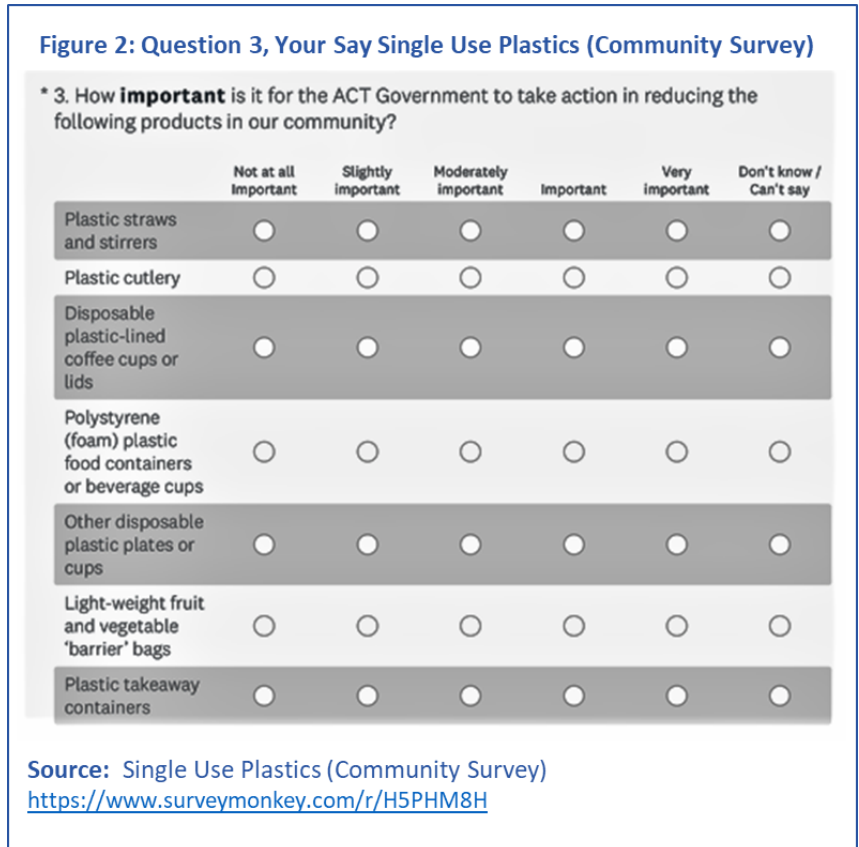 Figure 2: Question 3, Your Say Single Use Plastics (Community Survey)
* 3. How important is it for the ACT Government to take action in reducing the
following products in our community?
Not at all Important
Slightly important
Moderately important
Important
Very important
Don't know / Can't say
Plastic straws
and stirrers
Plastic cutlery
Disposable
plastic-lined
coffee cups or
lids
Polystyrene
(foam) plastic
food containers
or beverage cups
Other disposable
plastic plates or
cups
Light-weight fruit
and vegetable
'barrier' bags
Plastic takeaway
containers
Source: Single Use Plastics (Community Survey)
https://www.surveymonkey.com/r/H5PHM8H